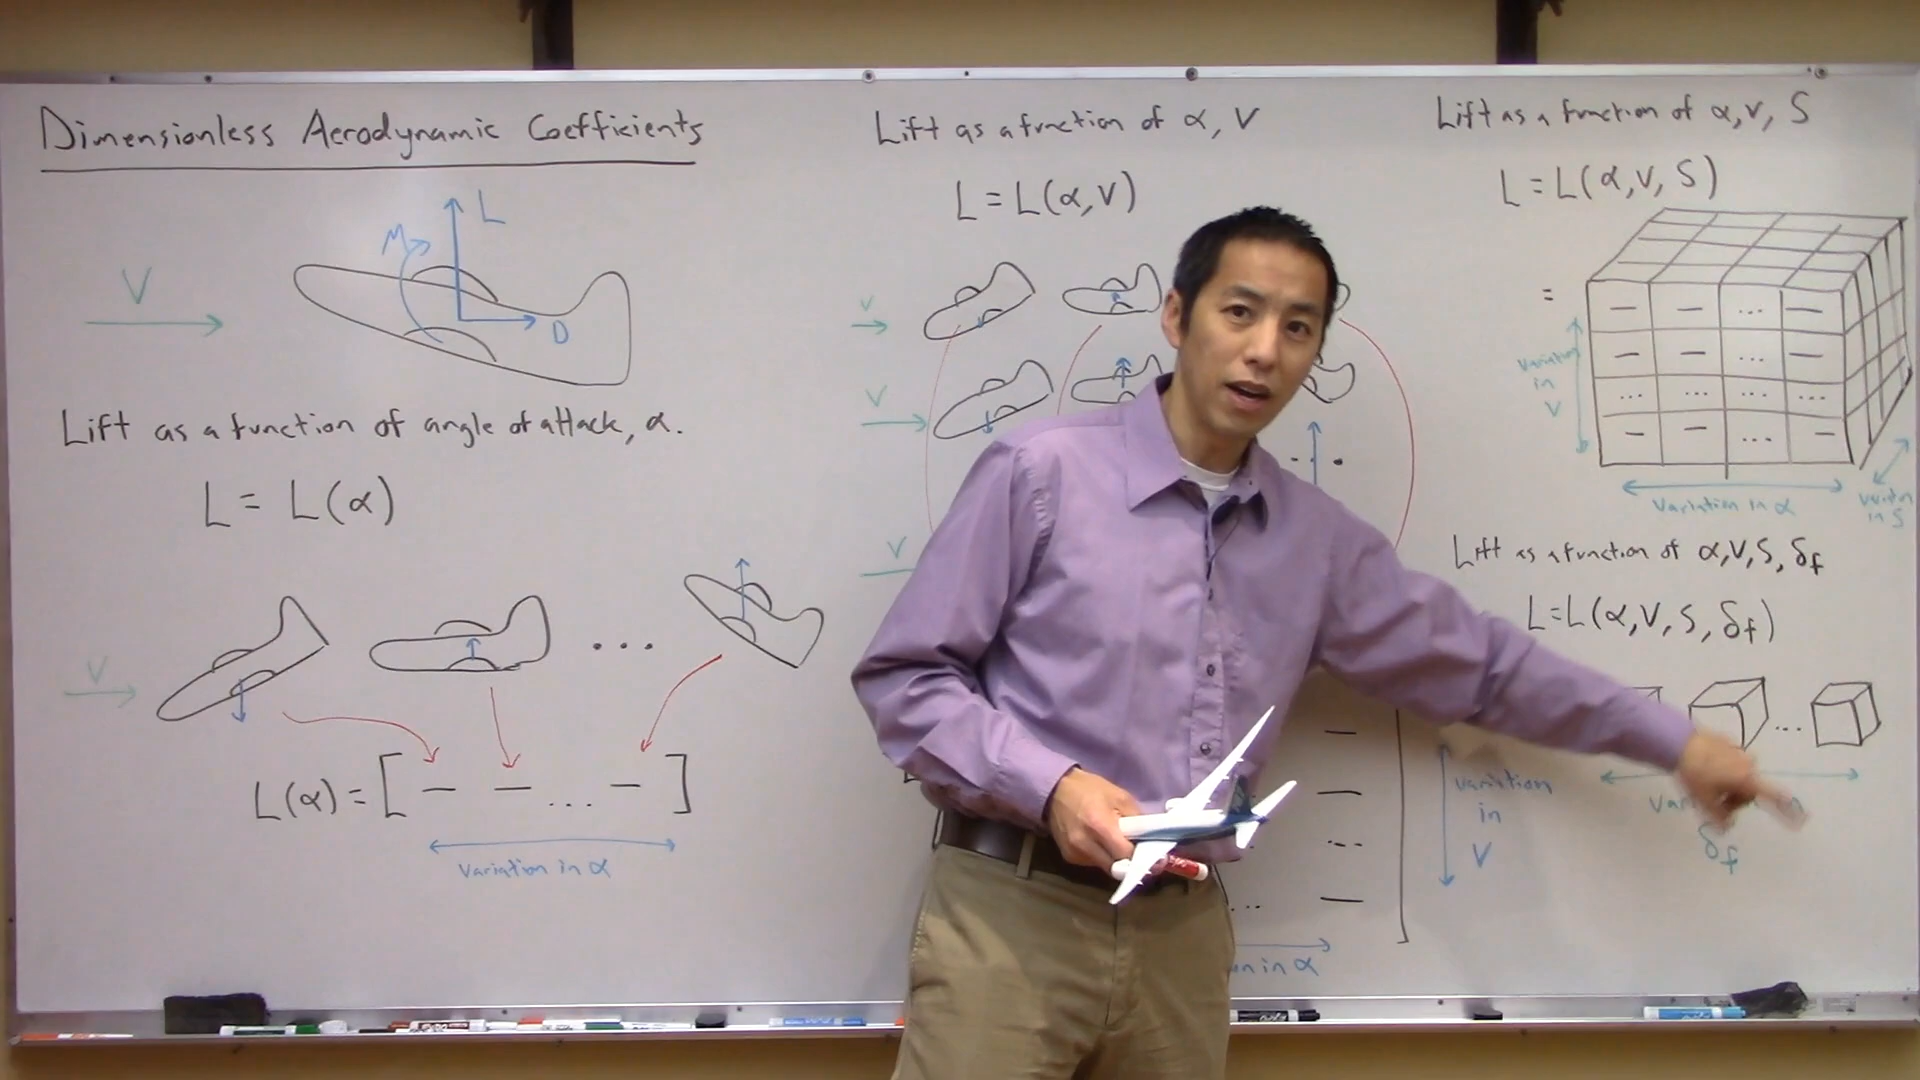 Dimensionless Aerodynamic Coefficients
L
M
V
D
Lift as a function of angle of attack, α.
L = L(α)
V
L(α) = [ — — ... — ]
Variation in α
Lift as a function of α, V
L = L(α, V)
V
V
V
variation
in
V
in α
Lift as a function of α, V, S
L = L(α, V, S)
=
Variation
in
V
Variation in α
in S
Lift as a function of α, V, S, δf
L = L(α, V, S, δf)
...
δf